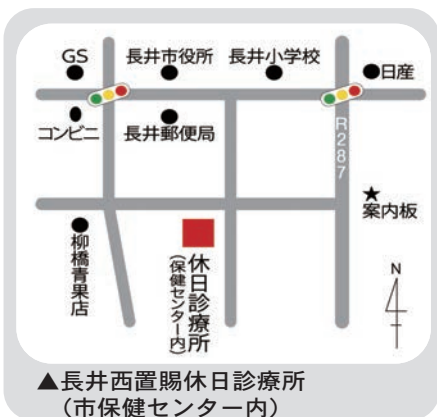 GS
長井市役所
長井小学校
日産
コンビニ
長井郵便局
R287
★
案内板
柳橋青果店
休日診療所
(保健センター内)
N
▲長井西置賜休日診療所
(市保健センター内)